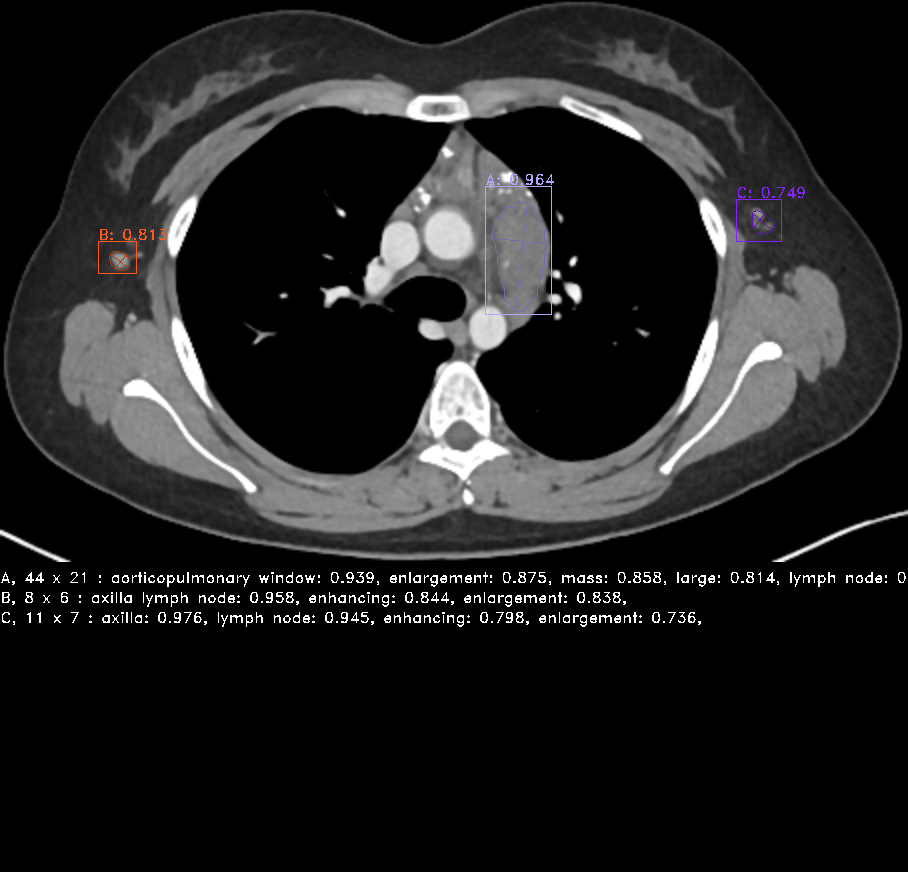 A: 0.964
C: 0.749
B: 0.813
A, 44 x 21 : aorticopulmonary window: 0.939, enlargement: 0.875, mass: 0.858, large: 0.814, lymph node: 0
B, 8 x 6 : axilla lymph node: 0.958, enhancing: 0.844, enlargement: 0.838,
C, 11 x 7 : axilla: 0.976, lymph node: 0.945, enhancing: 0.798, enlargement: 0.736,